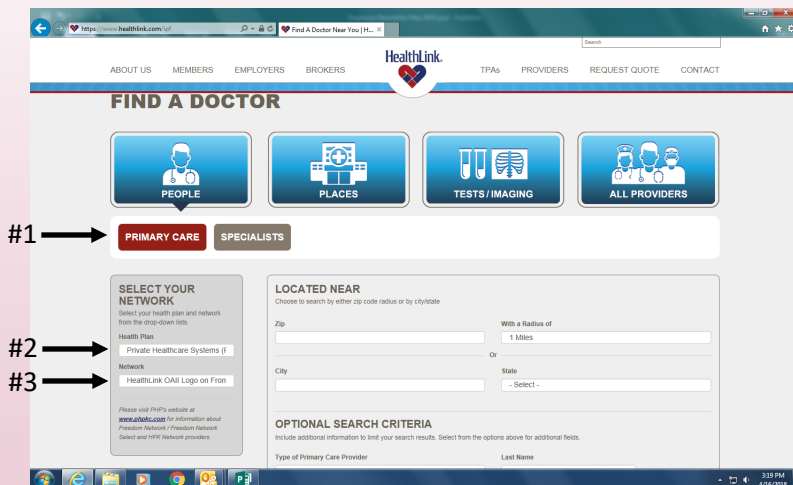 https://www.healthlink.com/ipf
Find A Doctor Near You | H...
Search
HealthLink
ABOUT US MEMBERS EMPLOYERS BROKERS TPAs PROVIDERS REQUEST QUOTE CONTACT
FIND A DOCTOR
PEOPLE PLACES TESTS / IMAGING ALL PROVIDERS
#1 PRIMARY CARE SPECIALISTS
SELECT YOUR
NETWORK
Select your health plan and network
from the drop-down lists
Health Plan
#2 Private Healthcare Systems (F
Network
#3 HealthLink OAII Logo on Fron
Please visit PHP's website at
www.phpkc.com for information about
Freedom Network / Freedom Network
Select and HPK Network providers
LOCATED NEAR
Choose to search by either zip code radius or by city/state
Zip With a Radius of
1 Miles
Or
City State
- Select -
OPTIONAL SEARCH CRITERIA
Include additional information to limit your search results. Select from the options above for additional fields.
Type of Primary Care Provider Last Name
3:19 PM
4/16/2018